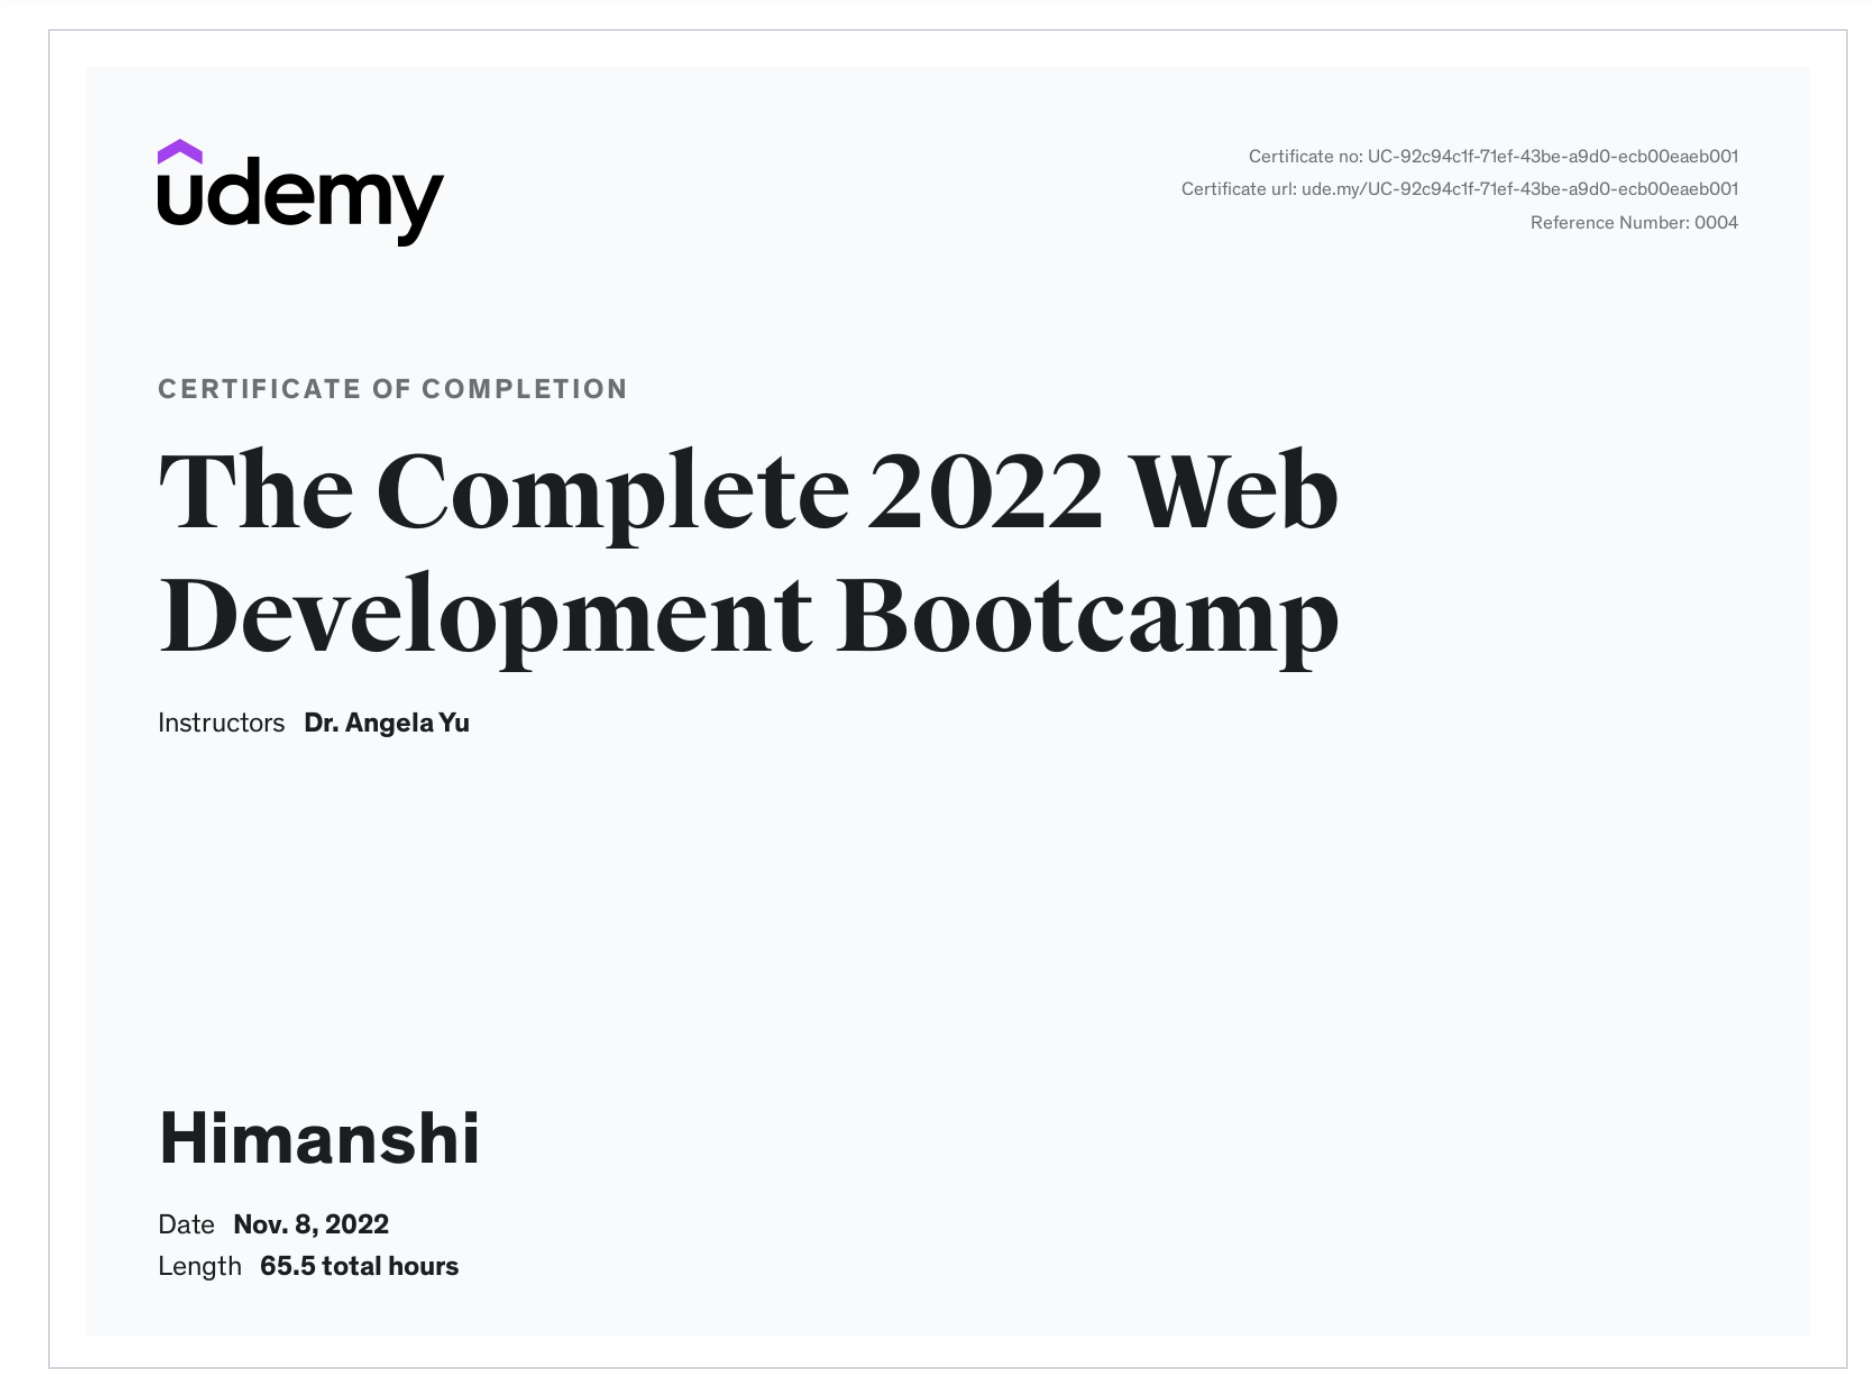 udemy
Certificate no: UC-92c94c1f-71ef-43be-a9d0-ecb00eaeb001
Certificate url: ude.my/UC-92c94c1f-71ef-43be-a9d0-ecb00eaeb001
Reference Number: 0004
CERTIFICATE OF COMPLETION
The Complete 2022 Web
Development Bootcamp
Instructors Dr. Angela Yu
Himanshi
Date Nov. 8, 2022
Length 65.5 total hours